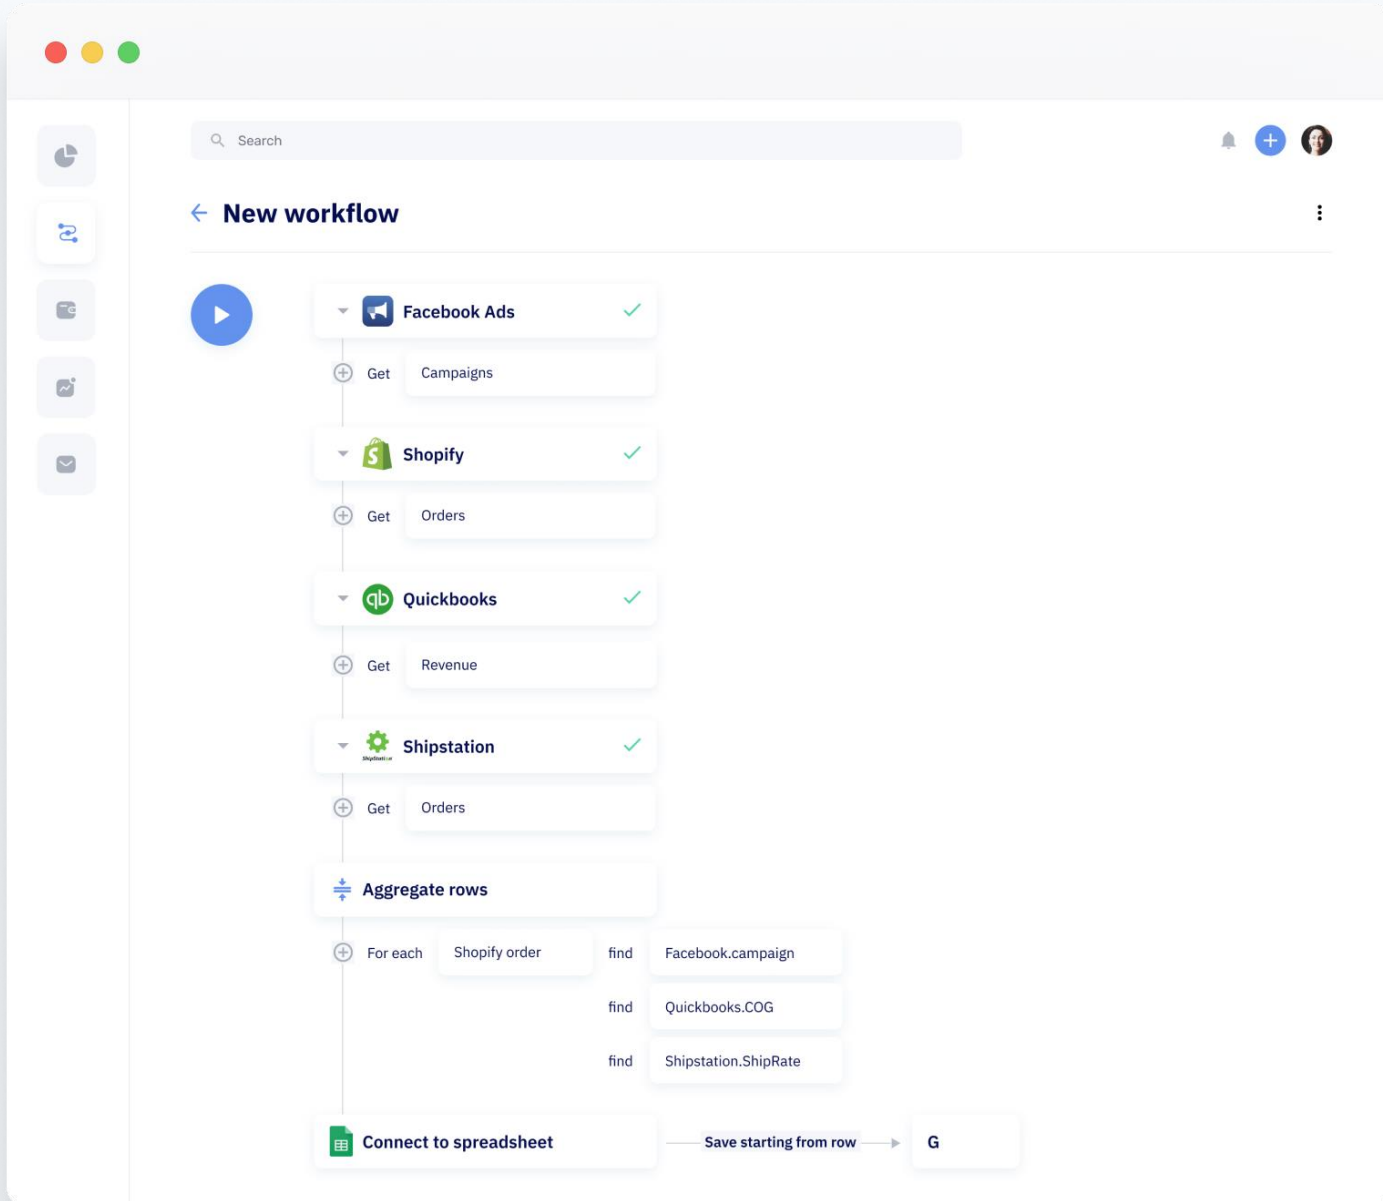 Search
New workflow
Facebook Ads
Get Campaigns
Shopify
Get Orders
Quickbooks
Get Revenue
Shipstation
Get Orders
Aggregate rows
For each Shopify order find Facebook.campaign
find Quickbooks.COG
find Shipstation.ShipRate
Connect to spreadsheet Save starting from row G